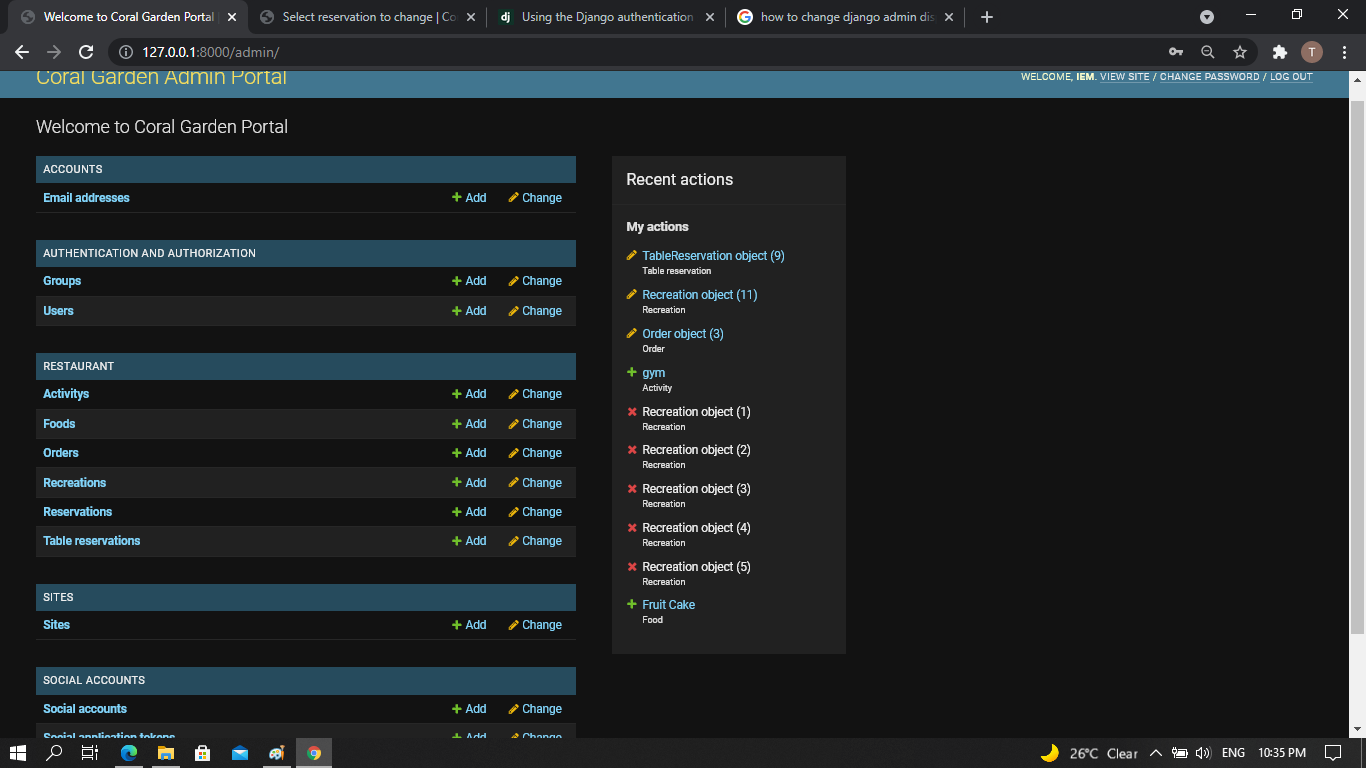 Welcome to Coral Garden Portal
Select reservation to change | Co
dj Using the Django authentication
how to change django admin dis
127.0.0.1:8000/admin/
T
Coral Garden Admin Portal
WELCOME, IEM. VIEW SITE / CHANGE PASSWORD / LOG OUT
Welcome to Coral Garden Portal
ACCOUNTS
Email addresses Add Change
AUTHENTICATION AND AUTHORIZATION
Groups Add Change
Users Add Change
RESTAURANT
Activitys Add Change
Foods Add Change
Orders Add Change
Recreations Add Change
Reservations Add Change
Table reservations Add Change
SITES
Sites Add Change
SOCIAL ACCOUNTS
Social accounts Add Change
Social application tokens Add Change
Recent actions
My actions
TableReservation object (9)
Table reservation
Recreation object (11)
Recreation
Order object (3)
Order
gym
Activity
Recreation object (1)
Recreation
Recreation object (2)
Recreation
Recreation object (3)
Recreation
Recreation object (4)
Recreation
Recreation object (5)
Recreation
Fruit Cake
Food
26°C Clear ENG 10:35 PM